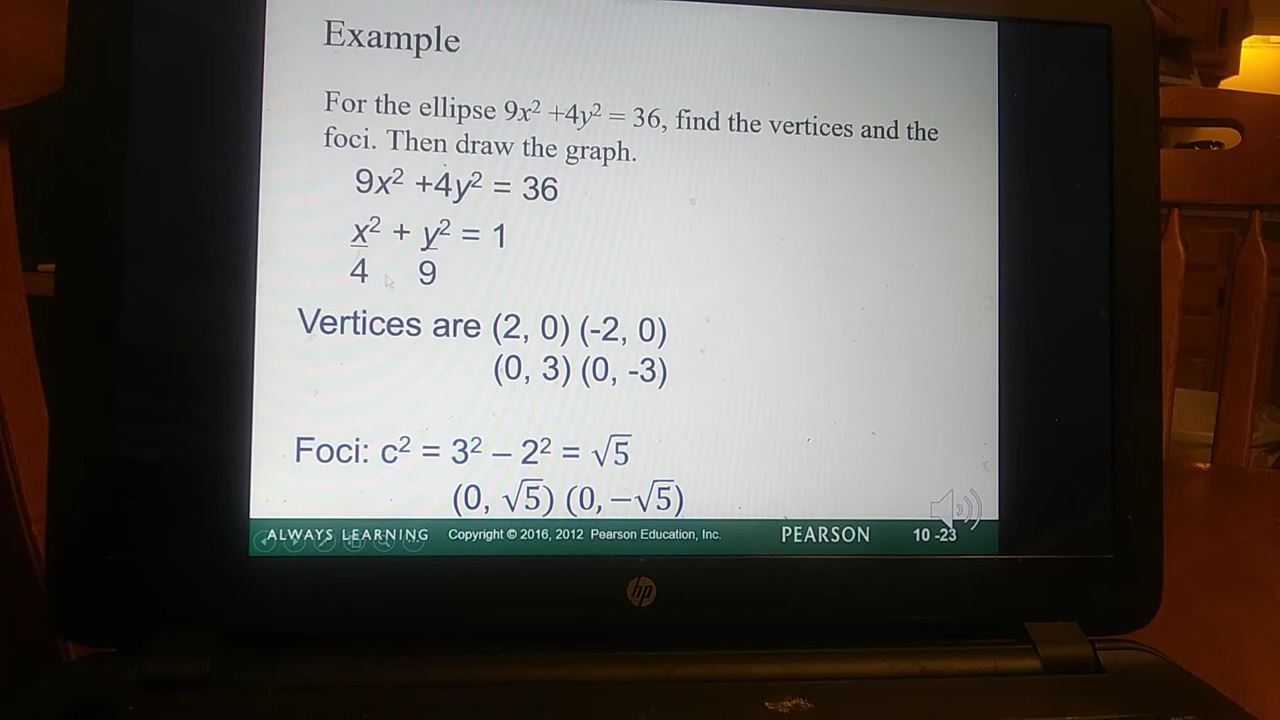 Example
For the ellipse 9x² +4y² = 36, find the vertices and the
foci. Then draw the graph.
9x² +4y² = 36
x² + y² = 1
4 9
Vertices are (2, 0) (-2, 0)
(0, 3) (0, -3)
Foci: c² = 3² – 2² = √5
(0, √5) (0, −√5)
ALWAYS LEARNING Copyright © 2016, 2012 Pearson Education, Inc. PEARSON 10 -23
hp